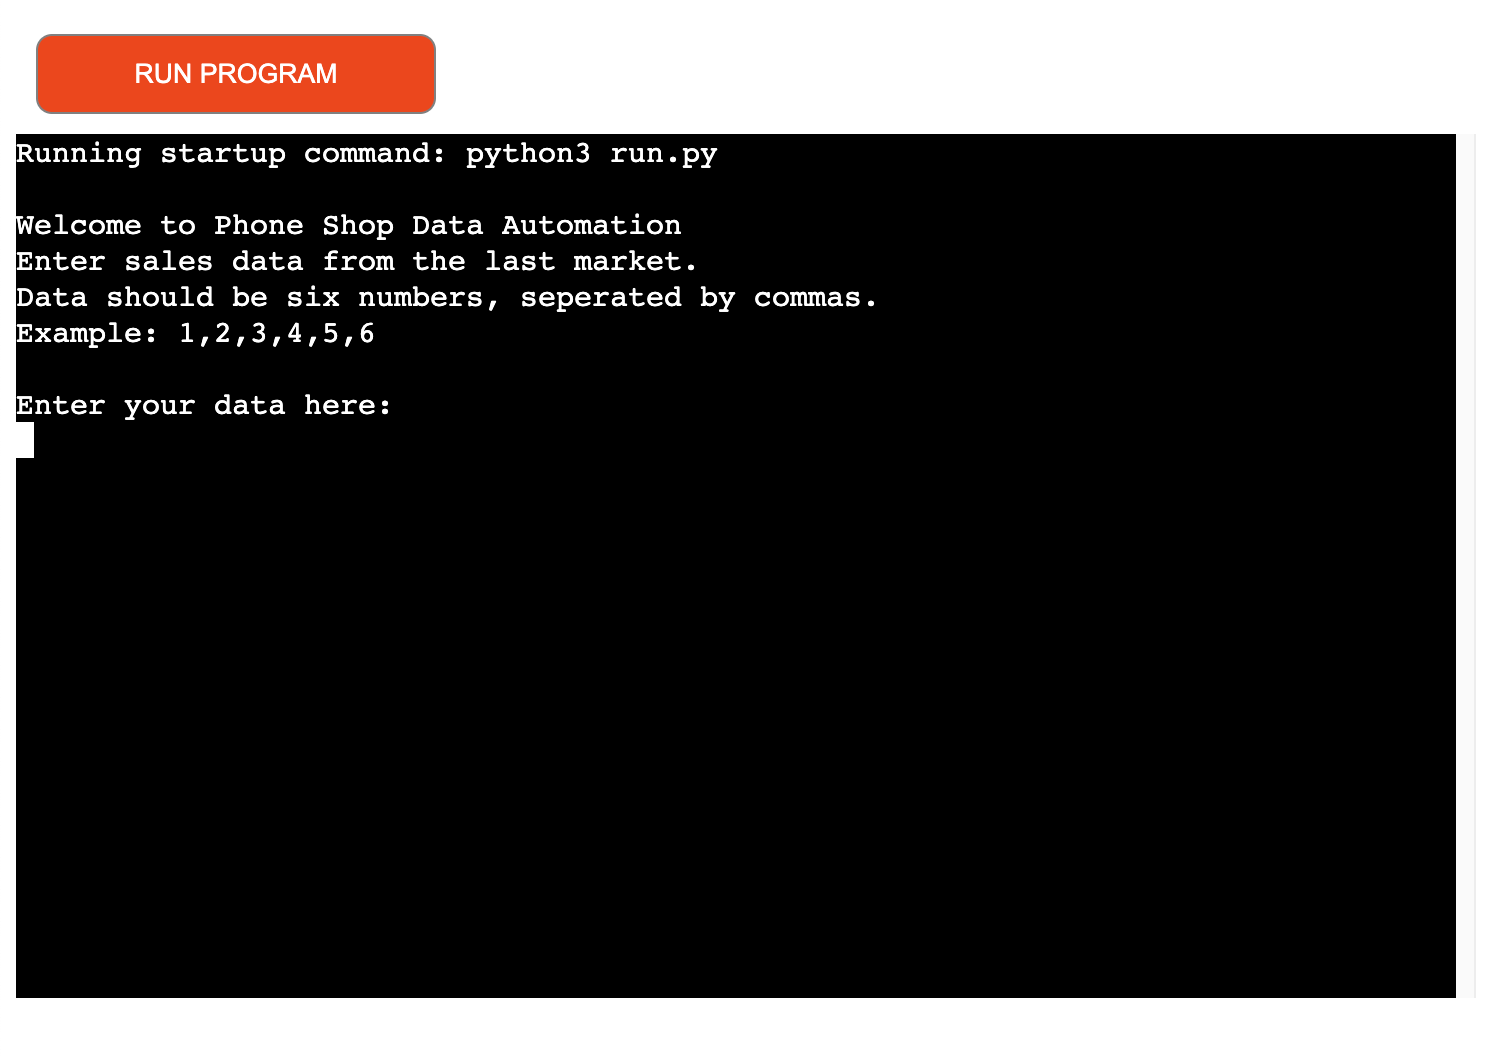 RUN PROGRAM
Running startup command: python3 run.py
Welcome to Phone Shop Data Automation
Enter sales data from the last market.
Data should be six numbers, seperated by commas.
Example: 1,2,3,4,5,6
Enter your data here: